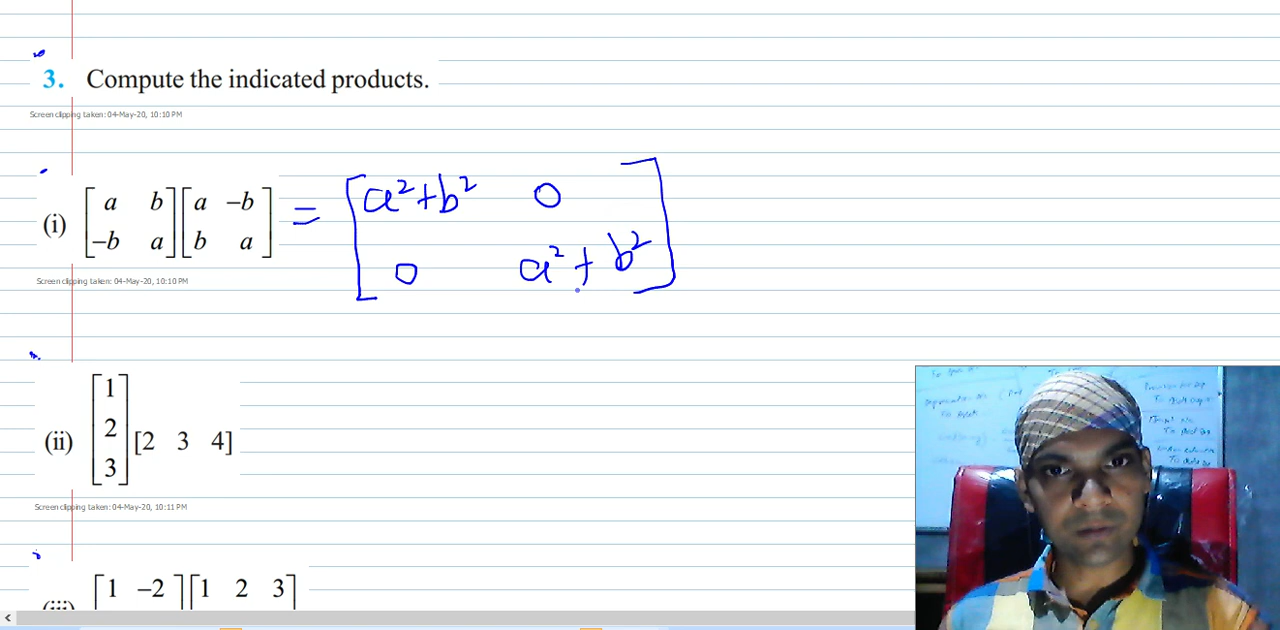 3. Compute the indicated products.
Screen clipping taken: 04-May-20, 10:10 PM
(i) [a b] [a -b] = [a²+b² 0]
[-b a] [b a] [0 a²+b²]
Screen clipping taken: 04-May-20, 10:10 PM
(ii) [1]
[2] [2 3 4]
[3]
Screen clipping taken: 04-May-20, 10:11 PM
[1 -2] [1 2 3]
(iii)